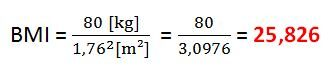 BMI = 80 [kg] / 1,76²[m²] = 80 / 3,0976 = 25,826